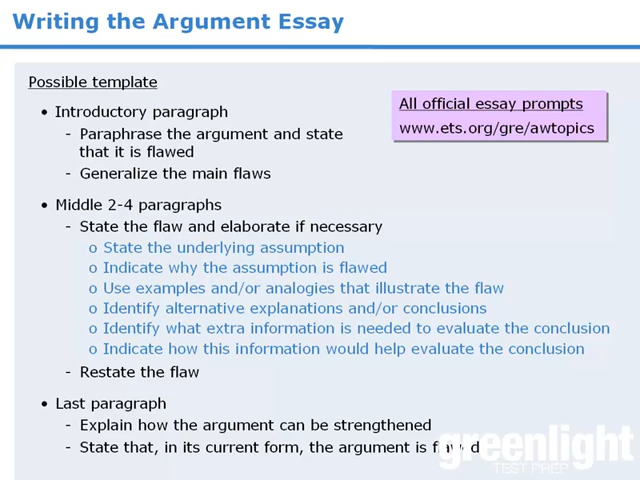 Writing the Argument Essay
Possible template
All official essay prompts
www.ets.org/gre/awtopics
• Introductory paragraph
- Paraphrase the argument and state
that it is flawed
- Generalize the main flaws
• Middle 2-4 paragraphs
- State the flaw and elaborate if necessary
o State the underlying assumption
o Indicate why the assumption is flawed
o Use examples and/or analogies that illustrate the flaw
o Identify alternative explanations and/or conclusions
o Identify what extra information is needed to evaluate the conclusion
o Indicate how this information would help evaluate the conclusion
- Restate the flaw
• Last paragraph
- Explain how the argument can be strengthened
- State that, in its current form, the argument is flawed
greenlight
TEST PREP